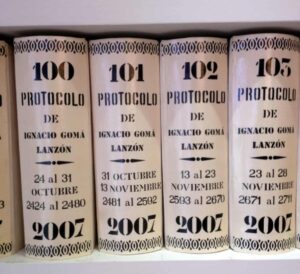 100
PROTOCOLO
DE
IGNACIO GOMÁ
LANZÓN
24 al 31
OCTUBRE
2424 al 2480
2007
101
PROTOCOLO
DE
IGNACIO GOMÁ
LANZÓN
31 OCTUBRE
13 NOVIEMBRE
2481 al 2592
2007
102
PROTOCOLO
DE
IGNACIO GOMÁ
LANZÓN
13 al 23
NOVIEMBRE
2593 al 2670
2007
103
PROTOCOLO
DE
IGNACIO GOMÁ
LANZÓN
23 al 28
NOVIEMBRE
2671 al 2711
2007